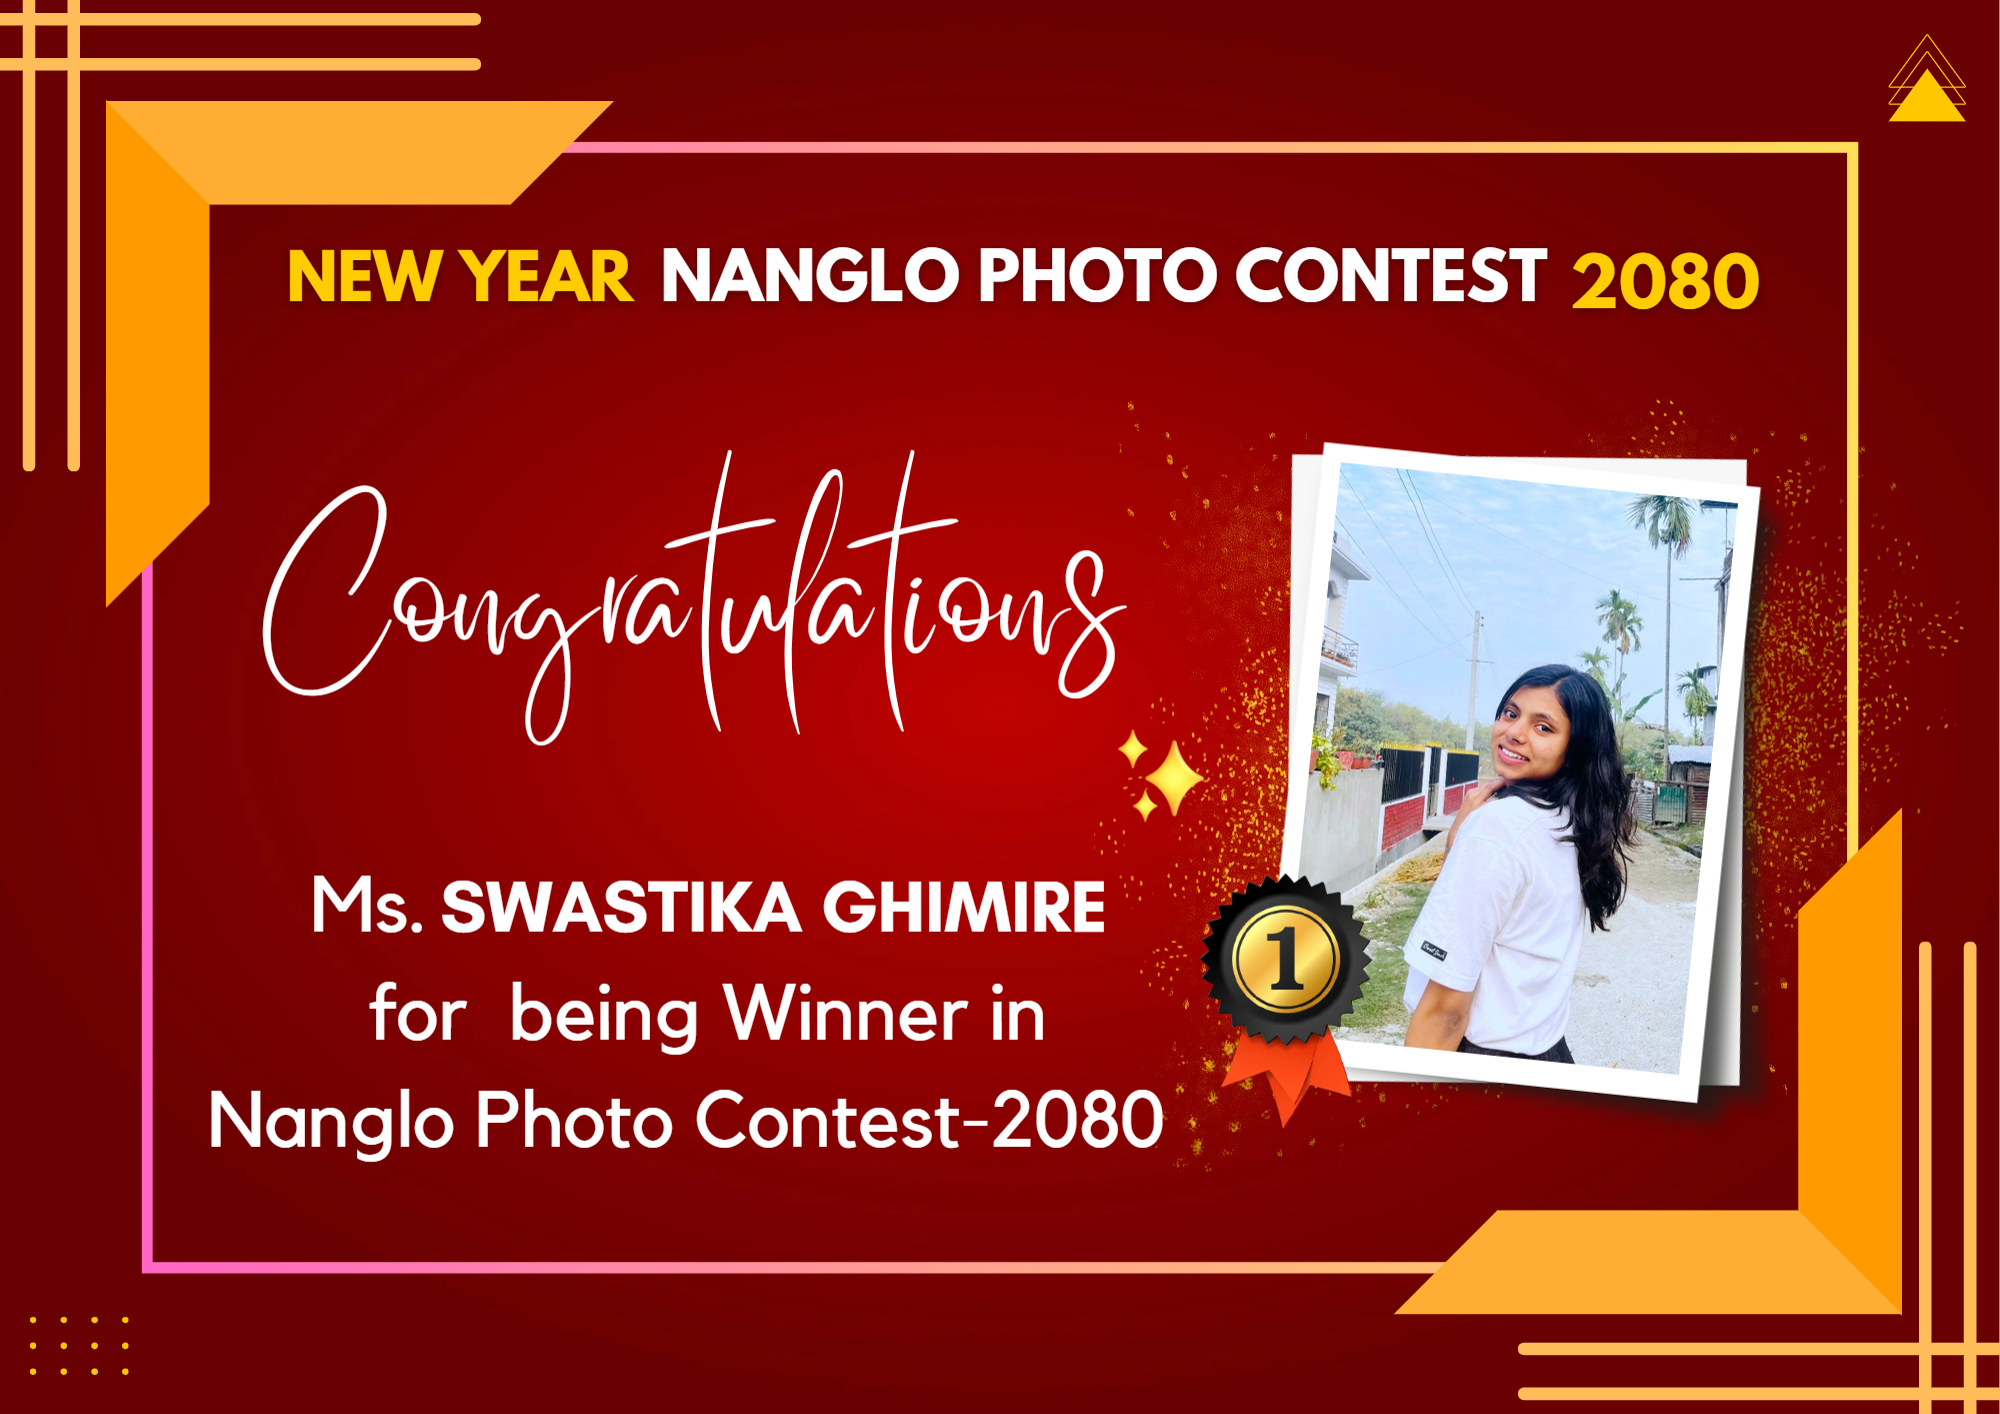 NEW YEAR NANGLO PHOTO CONTEST 2080
Congratulations
Ms. SWASTIKA GHIMIRE
for being Winner in
Nanglo Photo Contest-2080
1